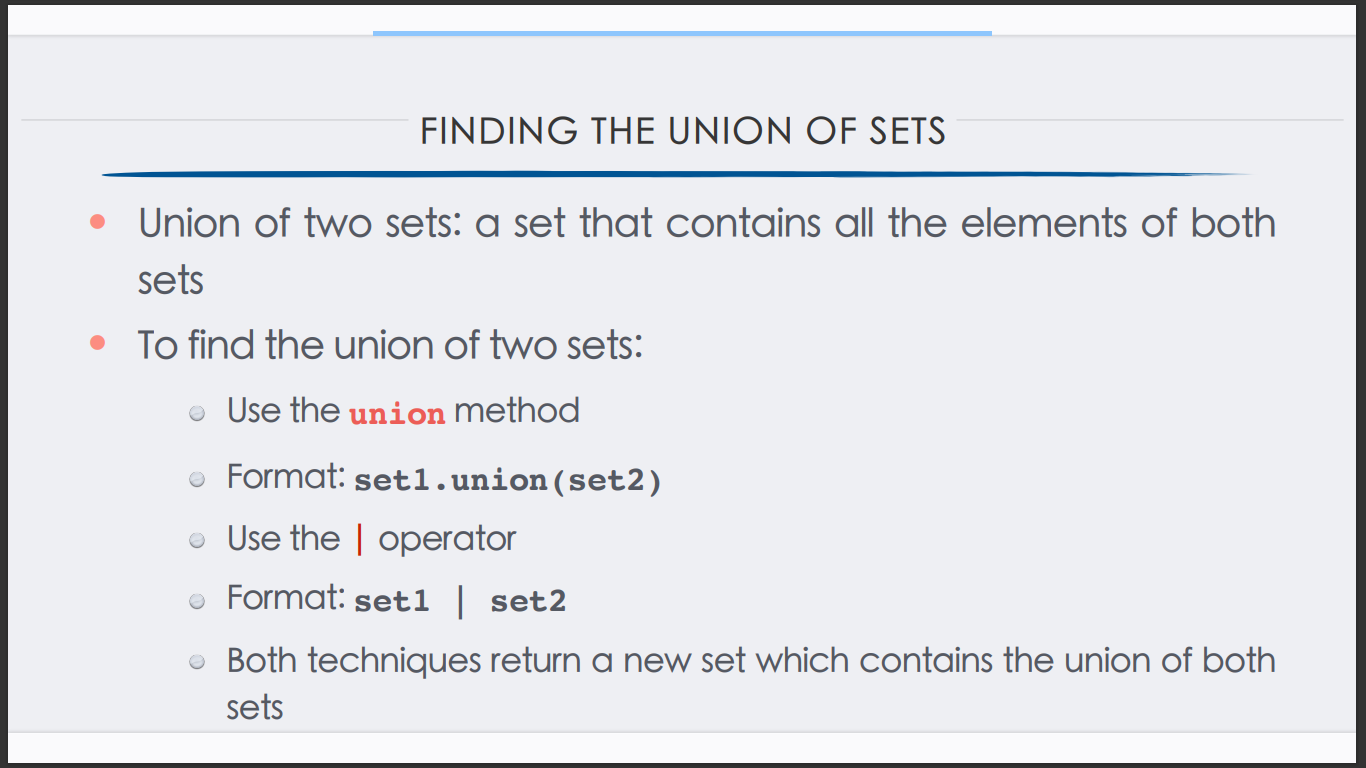 FINDING THE UNION OF SETS
Union of two sets: a set that contains all the elements of both
sets
To find the union of two sets:
Use the union method
Format: set1.union(set2)
Use the | operator
Format: set1 | set2
Both techniques return a new set which contains the union of both
sets